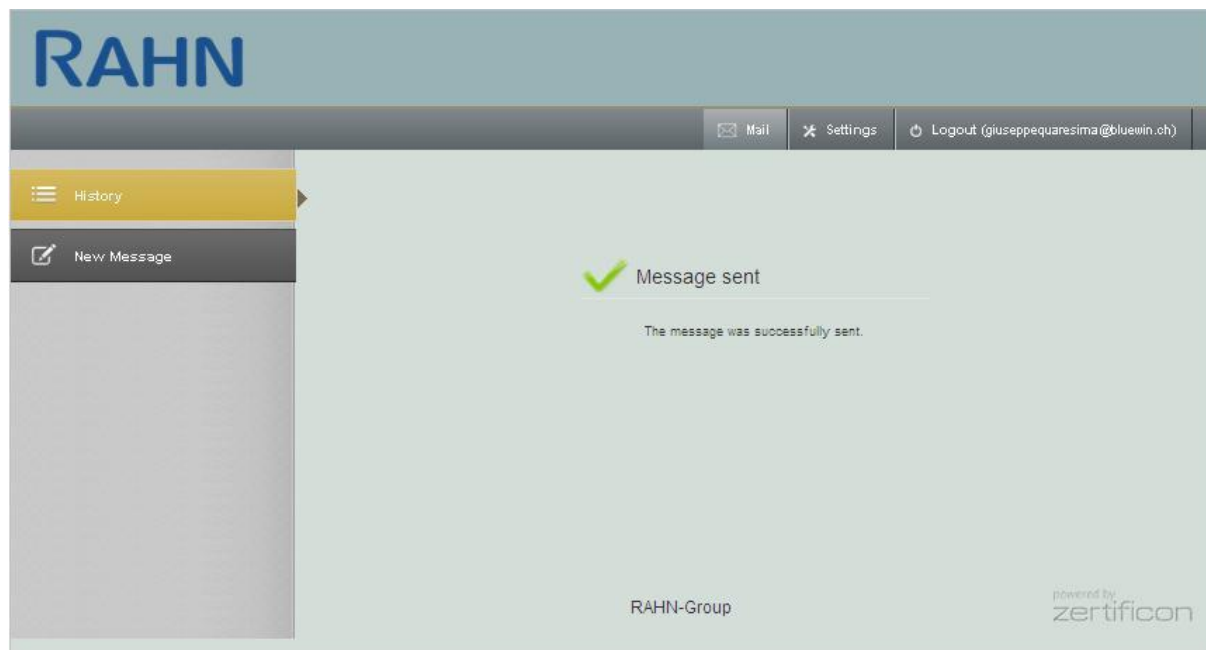 RAHN
Mail Settings Logout (giuseppequaresima@bluewin.ch)
History
New Message
Message sent
The message was successfully sent.
RAHN-Group
powered by
zertificon